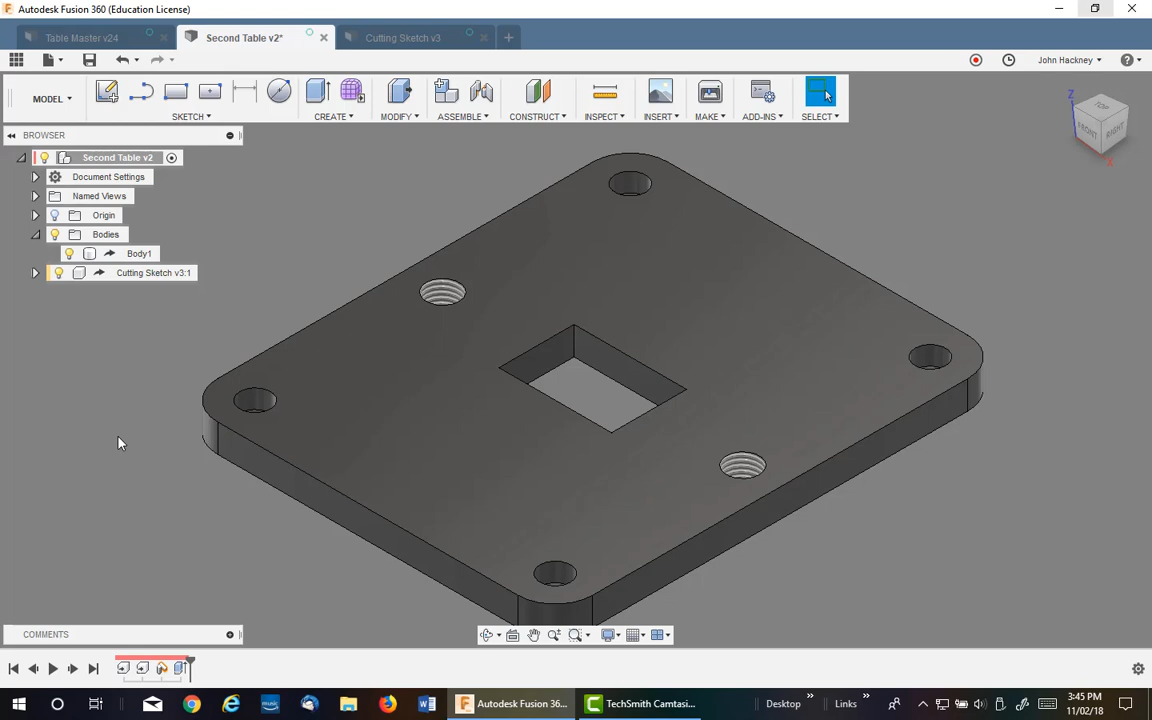 Autodesk Fusion 360 (Education License)
Table Master v24
Second Table v2*
Cutting Sketch v3
John Hackney
MODEL
SKETCH
CREATE
MODIFY
ASSEMBLE
CONSTRUCT
INSPECT
INSERT
MAKE
ADD-INS
SELECT
BROWSER
Second Table v2
Document Settings
Named Views
Origin
Bodies
Body1
Cutting Sketch v3:1
TOP
FRONT
RIGHT
Z
X
COMMENTS
Autodesk Fusion 36...
TechSmith Camtasi...
Desktop
Links
3:45 PM
11/02/18